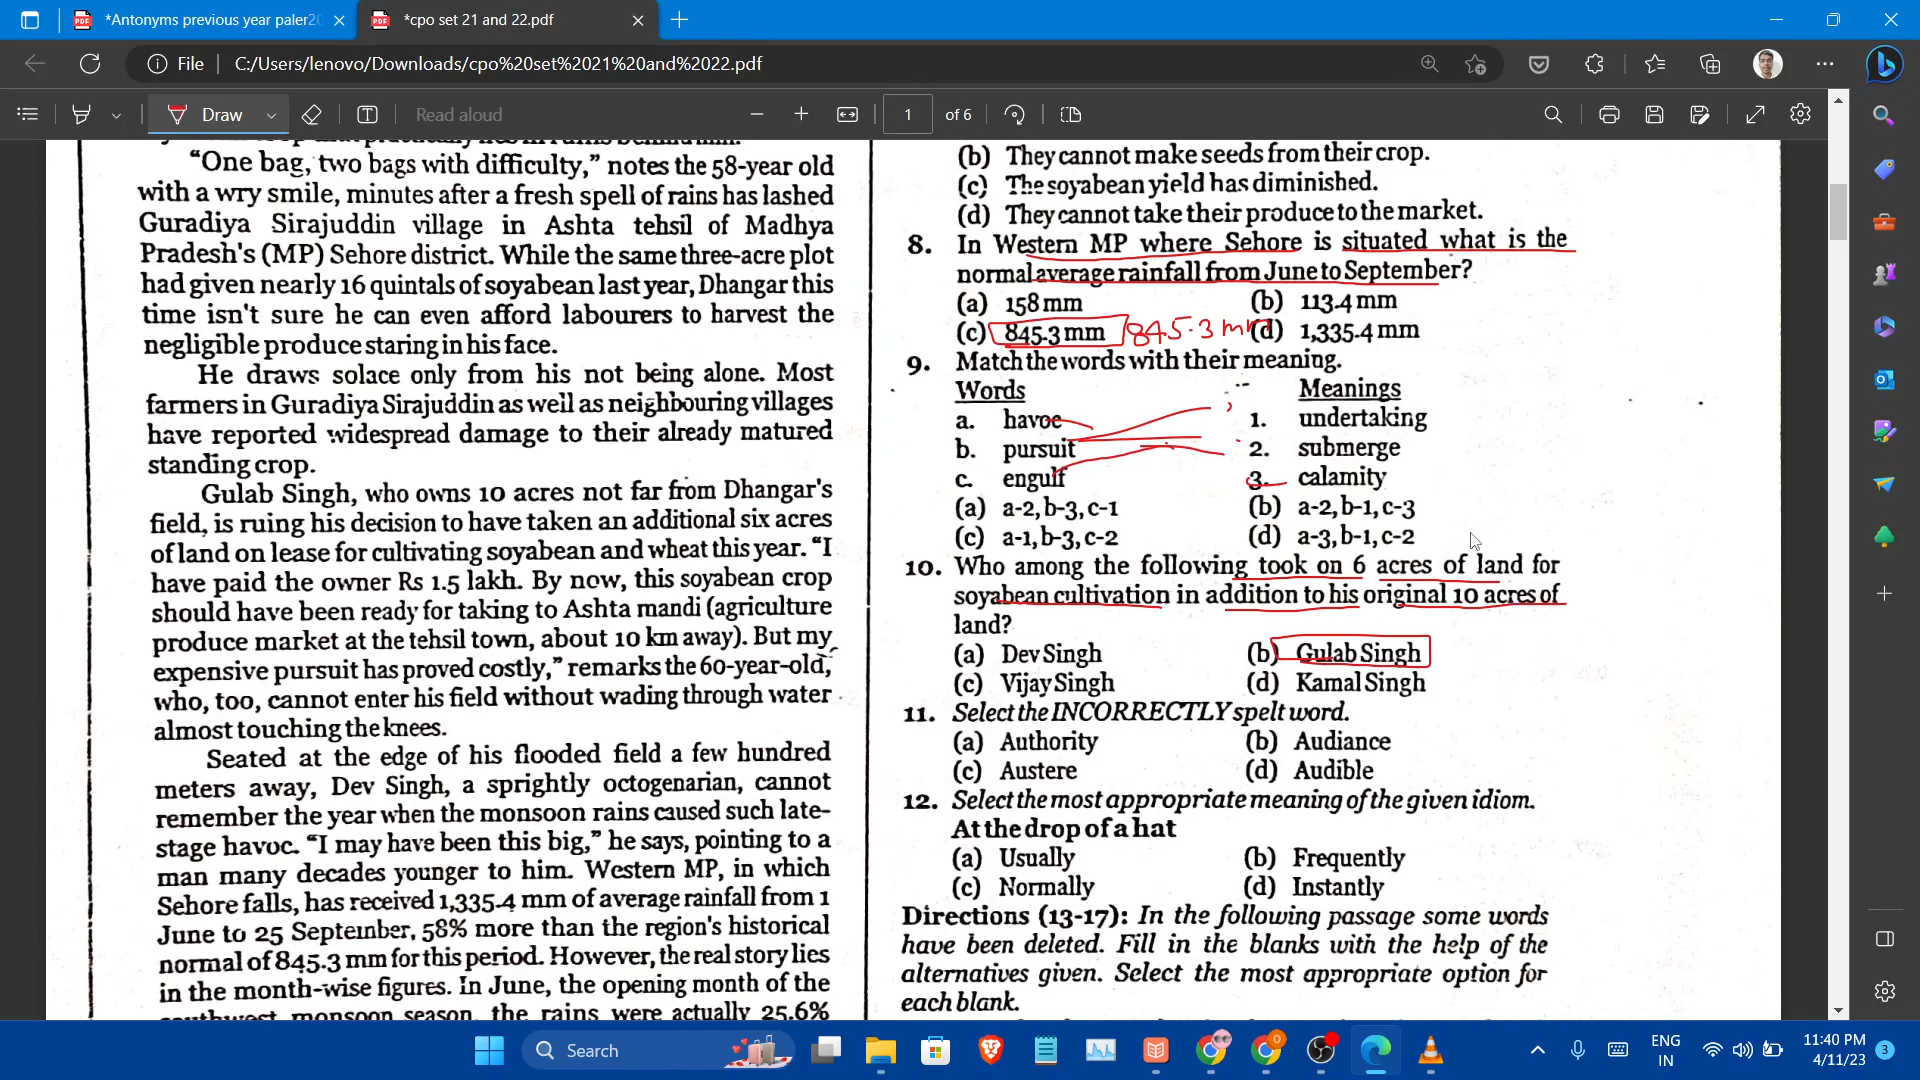 *Antonyms previous year paler20
*cpo set 21 and 22.pdf
File
C:/Users/lenovo/Downloads/cpo%20set%2021%20and%2022.pdf
Draw
Read aloud
1
of 6
“One bag, two bags with difficulty,” notes the 58-year old
with a wry smile, minutes after a fresh spell of rains has lashed
Guradiya Sirajuddin village in Ashta tehsil of Madhya
Pradesh's (MP) Sehore district. While the same three-acre plot
had given nearly 16 quintals of soyabean last year, Dhangar this
time isn't sure he can even afford labourers to harvest the
negligible produce staring in his face.
He draws solace only from his not being alone. Most
farmers in Guradiya Sirajuddin as well as neighbouring villages
have reported widespread damage to their already matured
standing crop.
Gulab Singh, who owns 10 acres not far from Dhangar's
field, is ruing his decision to have taken an additional six acres
of land on lease for cultivating soyabean and wheat this year. “I
have paid the owner Rs 1.5 lakh. By now, this soyabean crop
should have been ready for taking to Ashta mandi (agriculture
produce market at the tehsil town, about 10 km away). But my
expensive pursuit has proved costly,” remarks the 60-year-old,
who, too, cannot enter his field without wading through water
almost touching the knees.
Seated at the edge of his flooded field a few hundred
meters away, Dev Singh, a sprightly octogenarian, cannot
remember the year when the monsoon rains caused such late-
stage havoc. “I may have been this big,” he says, pointing to a
man many decades younger to him. Western MP, in which
Sehore falls, has received 1,335.4 mm of average rainfall from 1
June to 25 September, 58% more than the region's historical
normal of 845.3 mm for this period. However, the real story lies
in the month-wise figures. In June, the opening month of the
southwest monsoon season, the rains were actually 25.6%
(b) They cannot make seeds from their crop.
(c) The soyabean yield has diminished.
(d) They cannot take their produce to the market.
8. In Western MP where Sehore is situated what is the
normal average rainfall from June to September?
(a) 158 mm (b) 113.4 mm
(c) 845.3 mm 845.3 mm (d) 1,335.4 mm
9. Match the words with their meaning.
Words Meanings
a. havoc 1. undertaking
b. pursuit 2. submerge
c. engulf 3. calamity
(a) a-2, b-3, c-1 (b) a-2, b-1, c-3
(c) a-1, b-3, c-2 (d) a-3, b-1, c-2
10. Who among the following took on 6 acres of land for
soyabean cultivation in addition to his original 10 acres of
land?
(a) Dev Singh (b) Gulab Singh
(c) Vijay Singh (d) Kamal Singh
11. Select the INCORRECTLY spelt word.
(a) Authority (b) Audiance
(c) Austere (d) Audible
12. Select the most appropriate meaning of the given idiom.
At the drop of a hat
(a) Usually (b) Frequently
(c) Normally (d) Instantly
Directions (13-17): In the following passage some words
have been deleted. Fill in the blanks with the help of the
alternatives given. Select the most appropriate option for
each blank.
Search
ENG
IN
11:40 PM
4/11/23
3